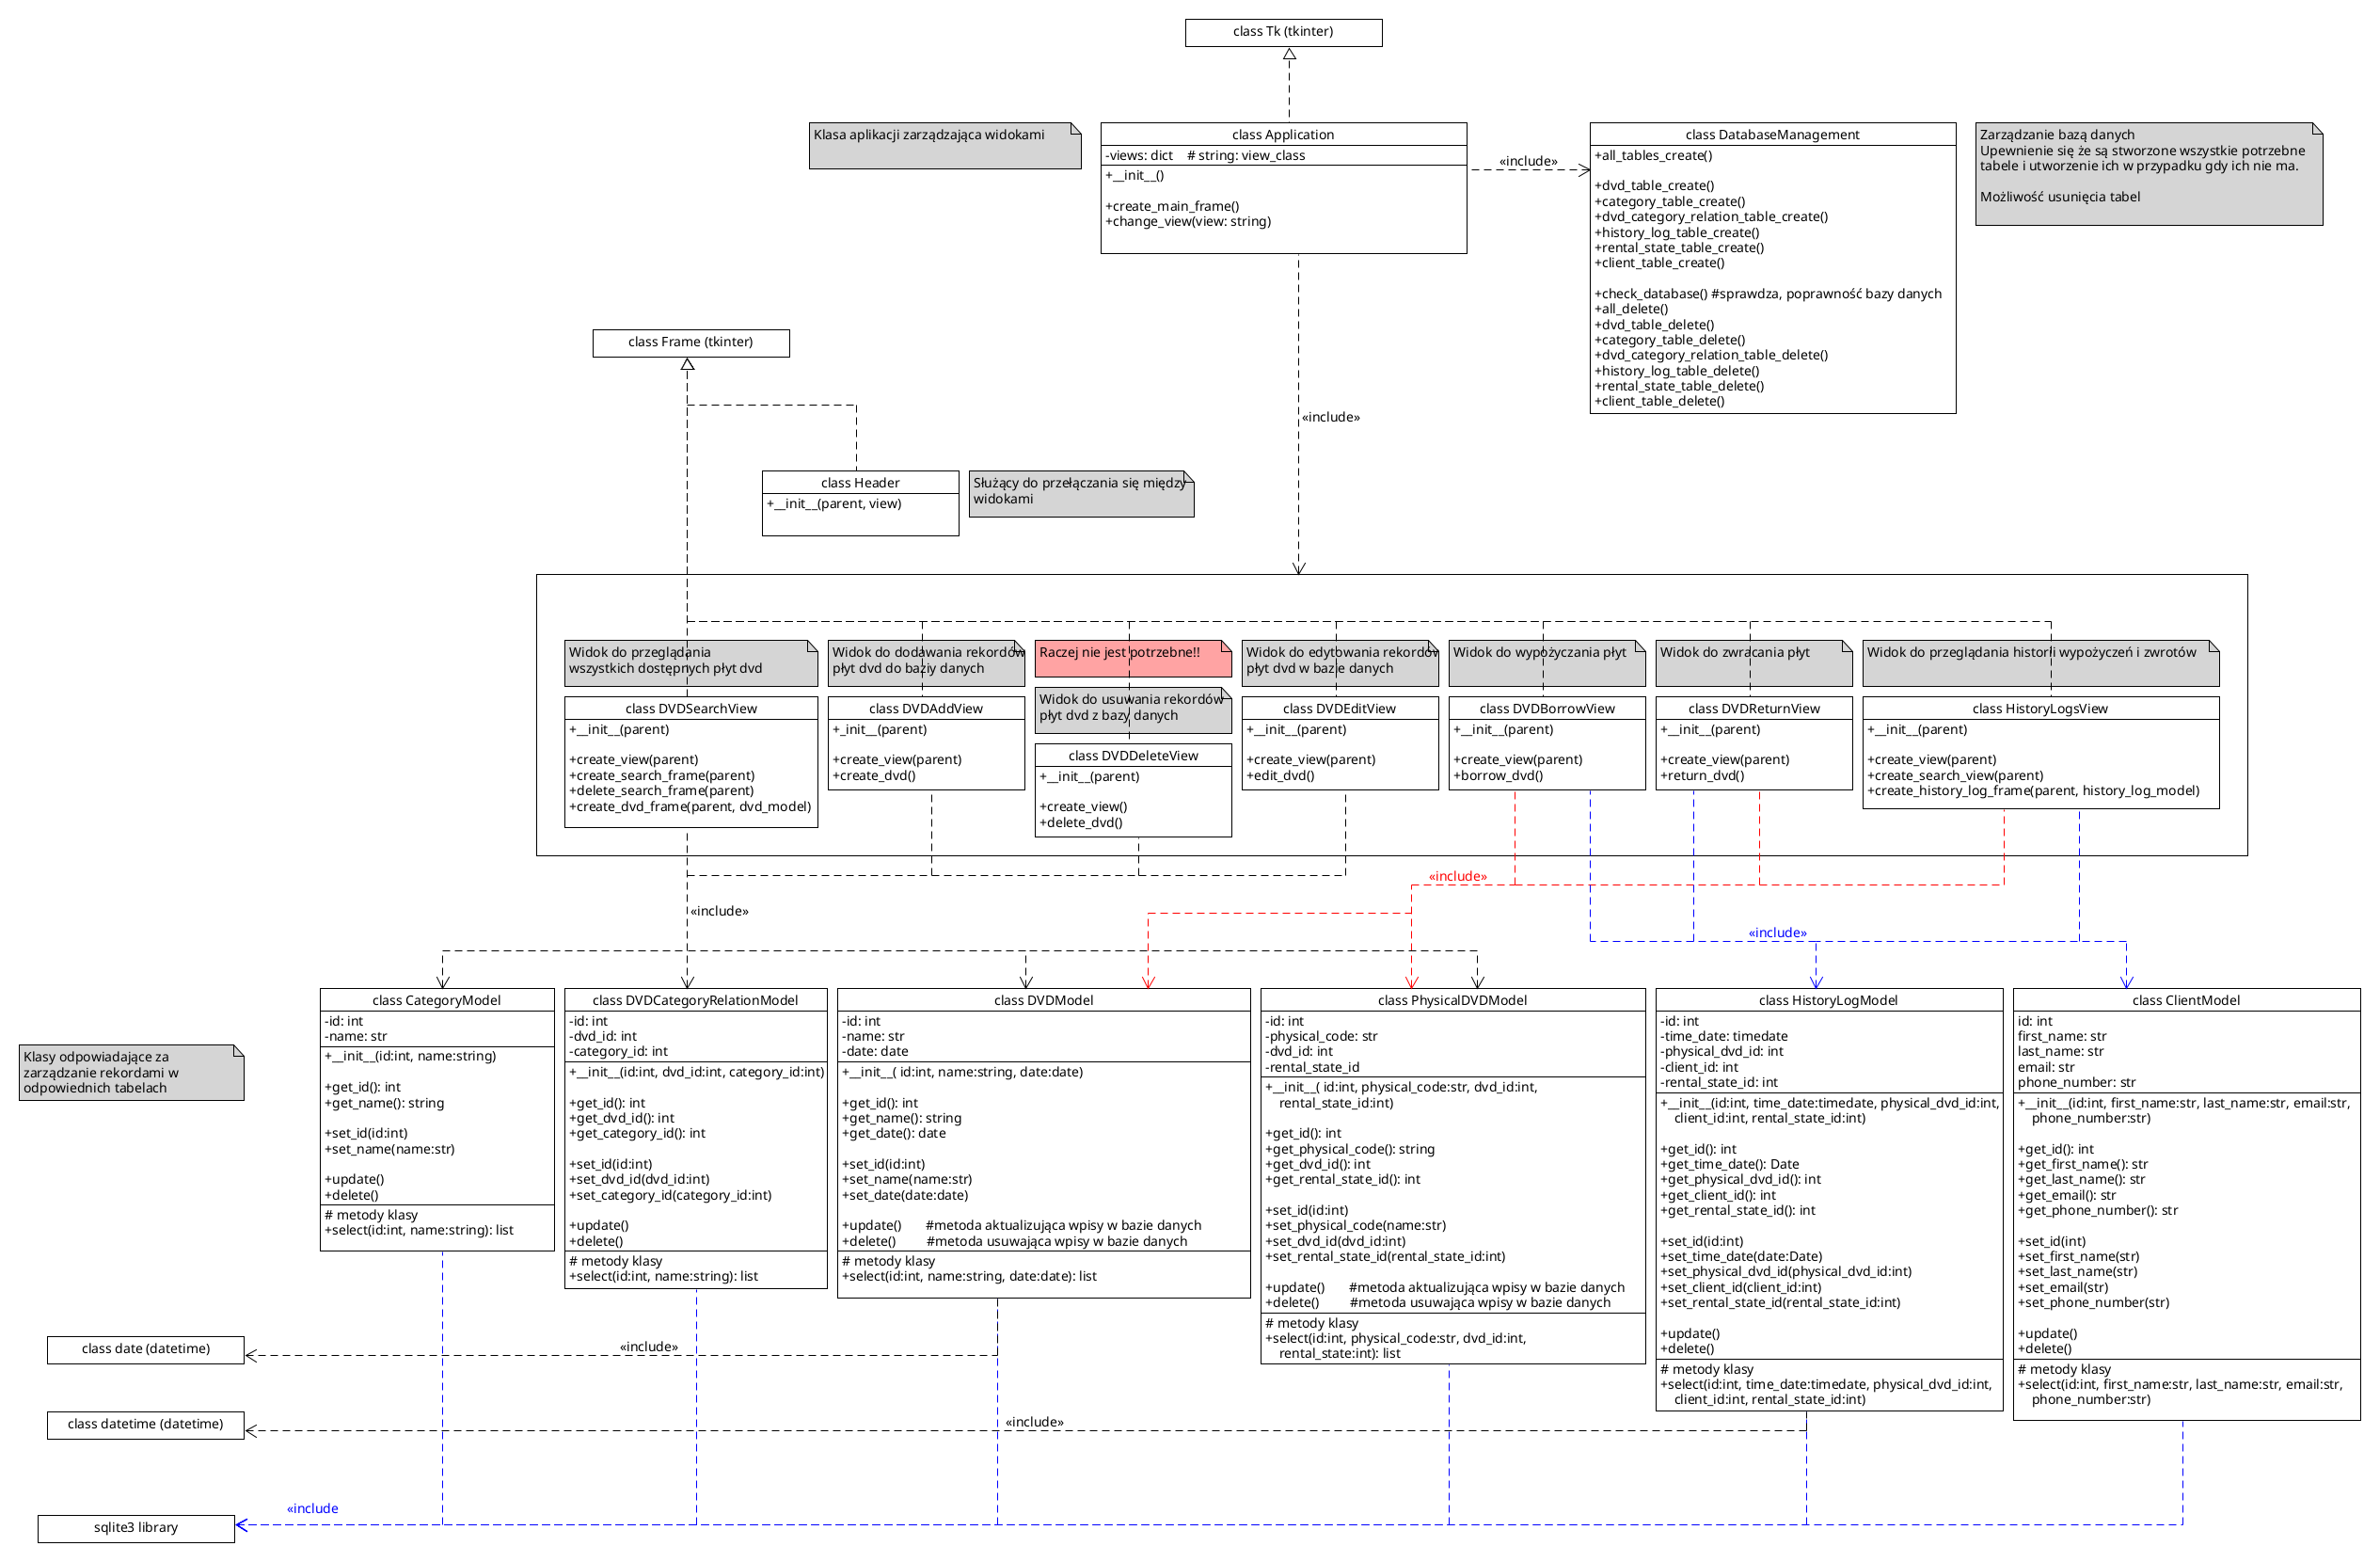 class Tk (tkinter)
Klasa aplikacji zarządzająca widokami
class Application
-views: dict    # string: view_class
+__init__()
+create_main_frame()
+change_view(view: string)
<<include>>
class DatabaseManagement
+all_tables_create()
+dvd_table_create()
+category_table_create()
+dvd_category_relation_table_create()
+history_log_table_create()
+rental_state_table_create()
+client_table_create()
+check_database() #sprawdza, poprawność bazy danych
+all_delete()
+dvd_table_delete()
+category_table_delete()
+dvd_category_relation_table_delete()
+history_log_table_delete()
+rental_state_table_delete()
+client_table_delete()
Zarządzanie bazą danych
Upewnienie się że są stworzone wszystkie potrzebne
tabele i utworzenie ich w przypadku gdy ich nie ma.
Możliwość usunięcia tabel
class Frame (tkinter)
<<include>>
class Header
+__init__(parent, view)
Służący do przełączania się między
widokami
Widok do przeglądania
wszystkich dostępnych płyt dvd
class DVDSearchView
+__init__(parent)
+create_view(parent)
+create_search_frame(parent)
+delete_search_frame(parent)
+create_dvd_frame(parent, dvd_model)
Widok do dodawania rekordów
płyt dvd do baziy danych
class DVDAddView
+_init__(parent)
+create_view(parent)
+create_dvd()
Raczej nie jest potrzebne!!
Widok do usuwania rekordów
płyt dvd z bazy danych
class DVDDeleteView
+__init__(parent)
+create_view()
+delete_dvd()
Widok do edytowania rekordów
płyt dvd w bazie danych
class DVDEditView
+__init__(parent)
+create_view(parent)
+edit_dvd()
Widok do wypożyczania płyt
class DVDBorrowView
+__init__(parent)
+create_view(parent)
+borrow_dvd()
Widok do zwracania płyt
class DVDReturnView
+__init__(parent)
+create_view(parent)
+return_dvd()
Widok do przeglądania historii wypożyczeń i zwrotów
class HistoryLogsView
+__init__(parent)
+create_view(parent)
+create_search_view(parent)
+create_history_log_frame(parent, history_log_model)
<<include>>
<<include>>
<<include>>
Klasy odpowiadające za
zarządzanie rekordami w
odpowiednich tabelach
class CategoryModel
-id: int
-name: str
+__init__(id:int, name:string)
+get_id(): int
+get_name(): string
+set_id(id:int)
+set_name(name:str)
+update()
+delete()
# metody klasy
+select(id:int, name:string): list
class DVDCategoryRelationModel
-id: int
-dvd_id: int
-category_id: int
+__init__(id:int, dvd_id:int, category_id:int)
+get_id(): int
+get_dvd_id(): int
+get_category_id(): int
+set_id(id:int)
+set_dvd_id(dvd_id:int)
+set_category_id(category_id:int)
+update()
+delete()
# metody klasy
+select(id:int, name:string): list
class DVDModel
-id: int
-name: str
-date: date
+__init__( id:int, name:string, date:date)
+get_id(): int
+get_name(): string
+get_date(): date
+set_id(id:int)
+set_name(name:str)
+set_date(date:date)
+update()       #metoda aktualizująca wpisy w bazie danych
+delete()         #metoda usuwająca wpisy w bazie danych
# metody klasy
+select(id:int, name:string, date:date): list
class PhysicalDVDModel
-id: int
-physical_code: str
-dvd_id: int
-rental_state_id
+__init__( id:int, physical_code:str, dvd_id:int,
rental_state_id:int)
+get_id(): int
+get_physical_code(): string
+get_dvd_id(): int
+get_rental_state_id(): int
+set_id(id:int)
+set_physical_code(name:str)
+set_dvd_id(dvd_id:int)
+set_rental_state_id(rental_state_id:int)
+update()       #metoda aktualizująca wpisy w bazie danych
+delete()         #metoda usuwająca wpisy w bazie danych
# metody klasy
+select(id:int, physical_code:str, dvd_id:int,
rental_state:int): list
class HistoryLogModel
-id: int
-time_date: timedate
-physical_dvd_id: int
-client_id: int
-rental_state_id: int
+__init__(id:int, time_date:timedate, physical_dvd_id:int,
client_id:int, rental_state_id:int)
+get_id(): int
+get_time_date(): Date
+get_physical_dvd_id(): int
+get_client_id(): int
+get_rental_state_id(): int
+set_id(id:int)
+set_time_date(date:Date)
+set_physical_dvd_id(physical_dvd_id:int)
+set_client_id(client_id:int)
+set_rental_state_id(rental_state_id:int)
+update()
+delete()
# metody klasy
+select(id:int, time_date:timedate, physical_dvd_id:int,
client_id:int, rental_state_id:int)
class ClientModel
id: int
first_name: str
last_name: str
email: str
phone_number: str
+__init__(id:int, first_name:str, last_name:str, email:str,
phone_number:str)
+get_id(): int
+get_first_name(): str
+get_last_name(): str
+get_email(): str
+get_phone_number(): str
+set_id(int)
+set_first_name(str)
+set_last_name(str)
+set_email(str)
+set_phone_number(str)
+update()
+delete()
# metody klasy
+select(id:int, first_name:str, last_name:str, email:str,
phone_number:str)
class date (datetime)
<<include>>
class datetime (datetime)
<<include>>
<<include
sqlite3 library